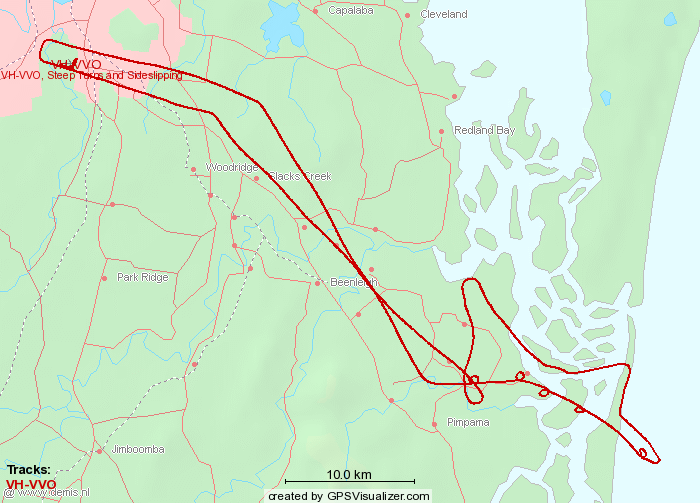 Capalaba
Cleveland
VH-VVO
VH-VVO, Steep Turns and Sideslipping
Redland Bay
Woodridge
Slacks Creek
Park Ridge
Beenleigh
Pimpama
Jimboomba
Tracks:
VH-VVO
@ www.demis.nl
10.0 km
created by GPSVisualizer.com